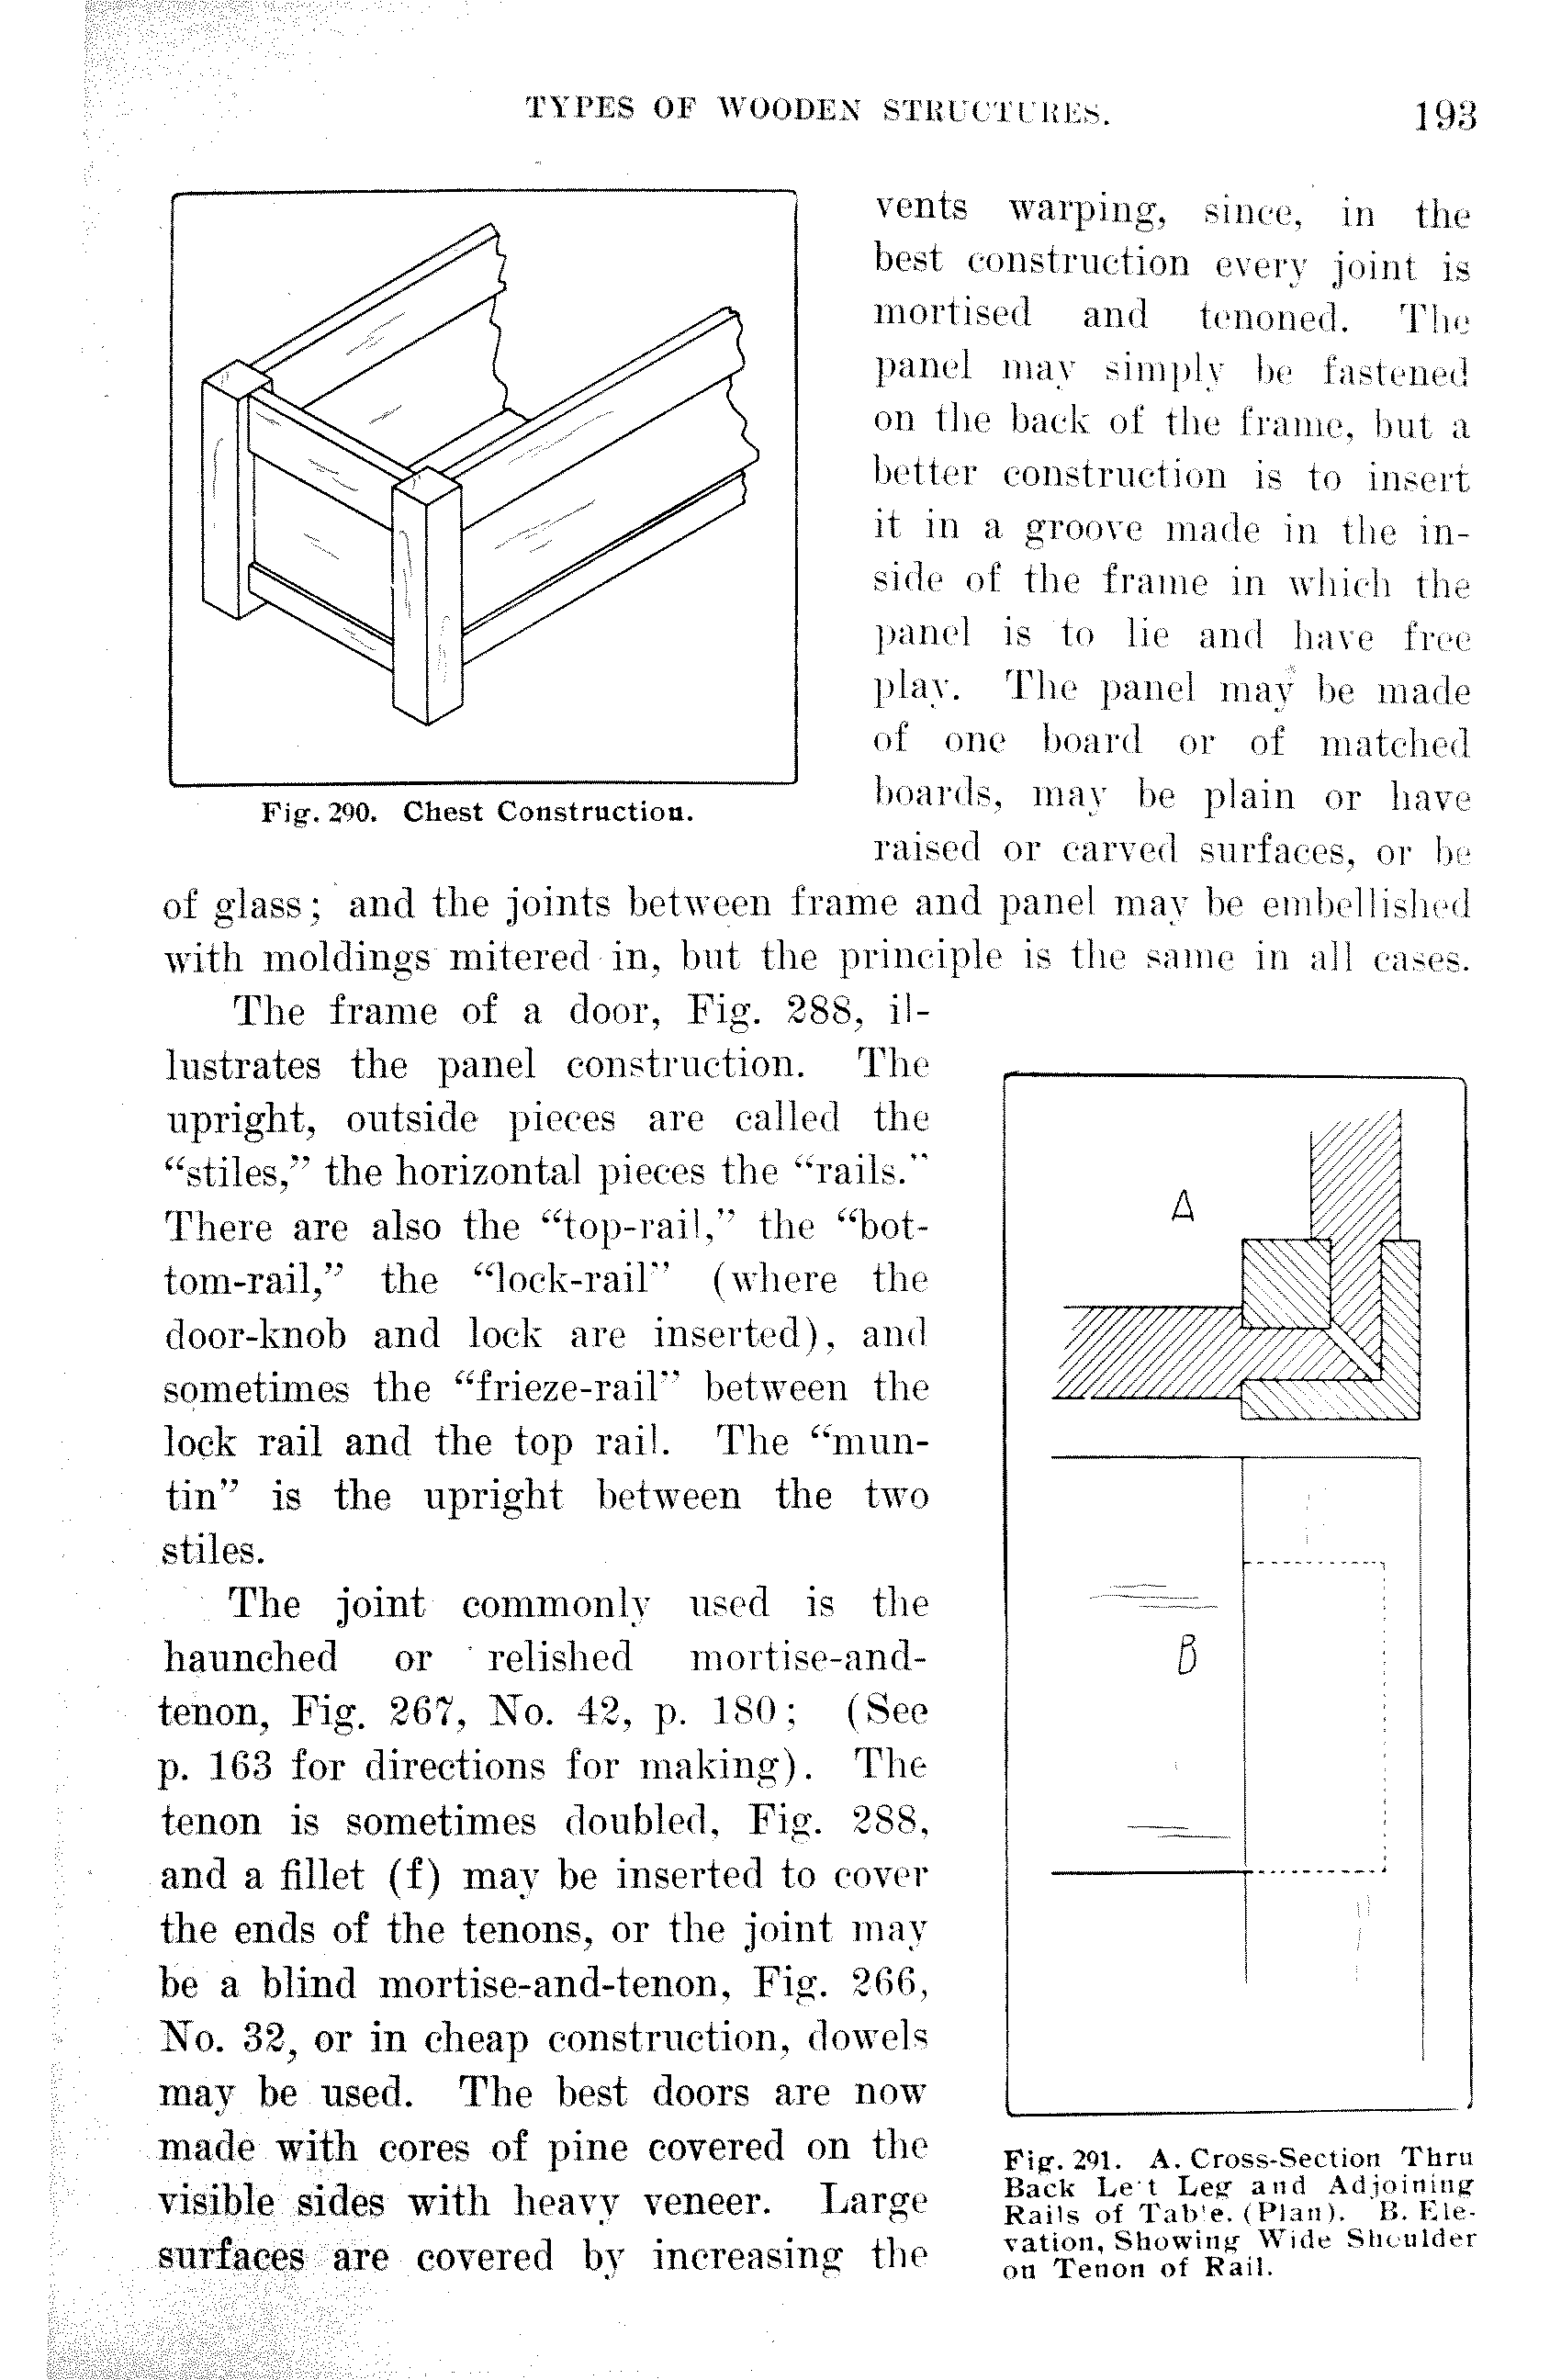 TYPES OF WOODEN STRUCTURES. 193
Fig. 290. Chest Construction.
vents warping, since, in the
best construction every joint is
mortised and tenoned. The
panel may simply be fastened
on the back of the frame, but a
better construction is to insert
it in a groove made in the in-
side of the frame in which the
panel is to lie and have free
play. The panel may be made
of one board or of matched
boards, may be plain or have
raised or carved surfaces, or be
of glass; and the joints between frame and panel may be embellished
with moldings mitered in, but the principle is the same in all cases.
The frame of a door, Fig. 288, il-
lustrates the panel construction. The
upright, outside pieces are called the
“stiles,” the horizontal pieces the “rails.”
There are also the “top-rail,” the “bot-
tom-rail,” the “lock-rail” (where the
door-knob and lock are inserted), and
sometimes the “frieze-rail” between the
lock rail and the top rail. The “mun-
tin” is the upright between the two
stiles.
The joint commonly used is the
haunched or relished mortise-and-
tenon, Fig. 267, No. 42, p. 180; (See
p. 163 for directions for making). The
tenon is sometimes doubled, Fig. 288,
and a fillet (f) may be inserted to cover
the ends of the tenons, or the joint may
be a blind mortise-and-tenon, Fig. 266,
No. 32, or in cheap construction, dowels
may be used. The best doors are now
made with cores of pine covered on the
visible sides with heavy veneer. Large
surfaces are covered by increasing the
A
B
Fig. 291. A. Cross-Section Thru
Back Left Leg and Adjoining
Rails of Table. (Plan). B. Ele-
vation, Showing Wide Shoulder
on Tenon of Rail.